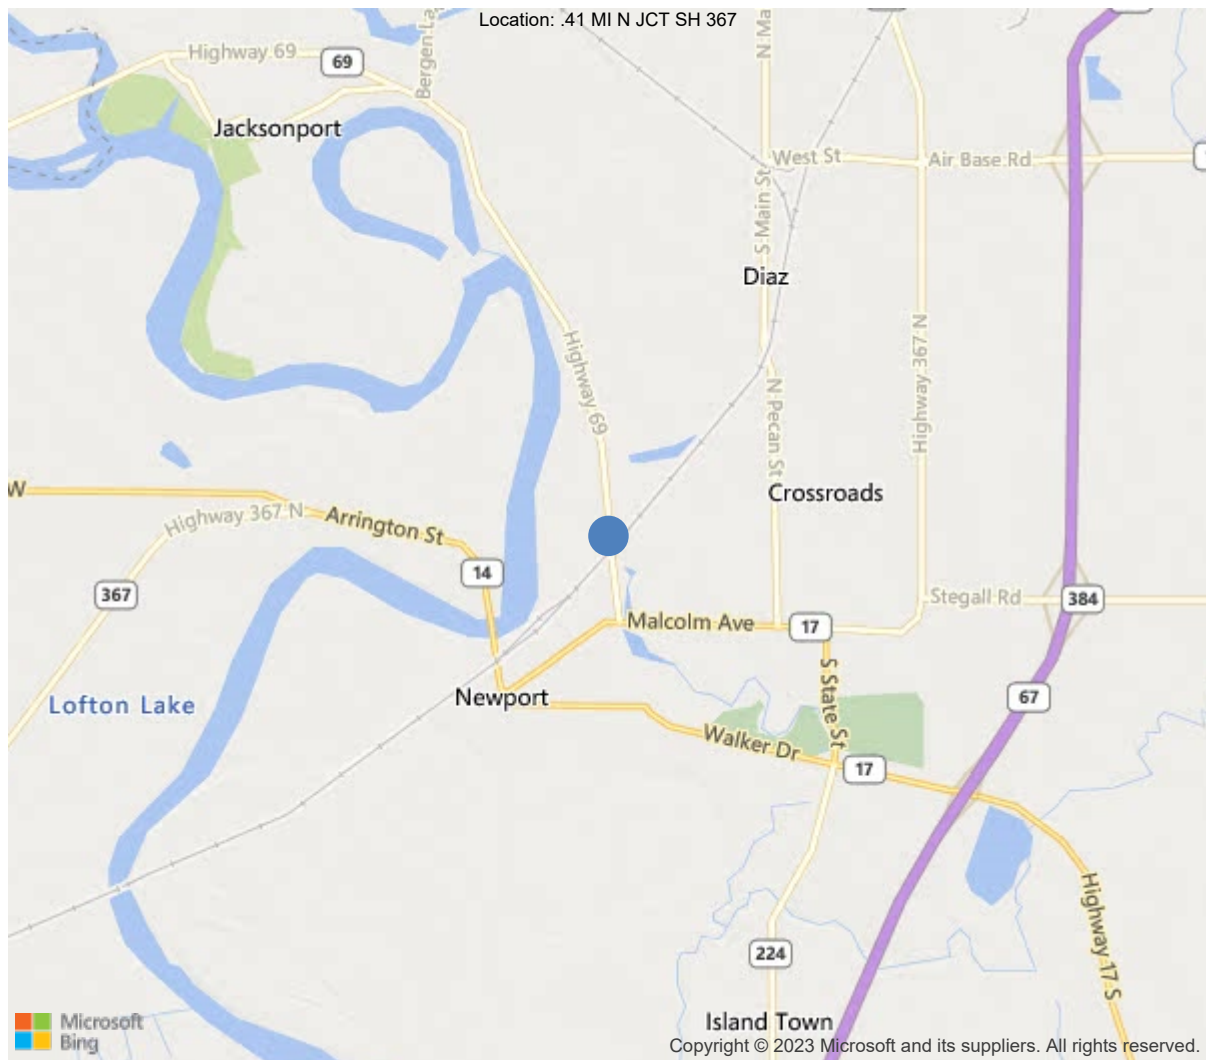 Location: .41 MI N JCT SH 367
Highway 69
69
Bergen La
N Ma
Jacksonport
West St
Air Base Rd
S Main St
Diaz
Highway 69
Highway 367 N
N Pecan St
W
Crossroads
Highway 367 N
Arrington St
14
367
Stegall Rd
384
Malcolm Ave
17
S State St
67
Newport
Lofton Lake
Walker Dr
17
Highway 17 S
224
Island Town
Microsoft
Bing
Copyright © 2023 Microsoft and its suppliers. All rights reserved.